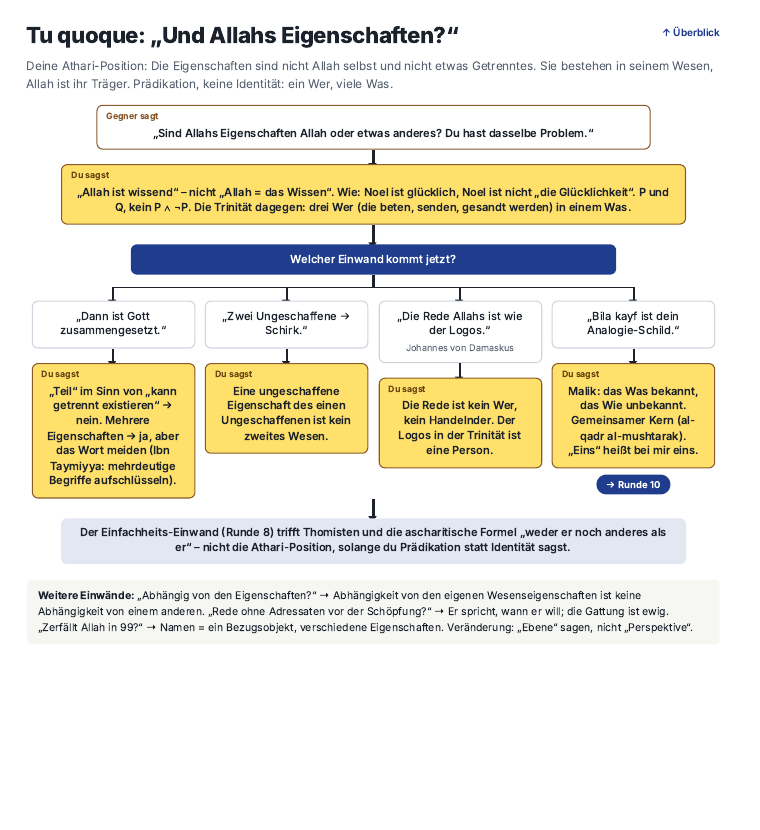 Tu quoque: „Und Allahs Eigenschaften?“
↑ Überblick
Deine Athari-Position: Die Eigenschaften sind nicht Allah selbst und nicht etwas Getrenntes. Sie bestehen in seinem Wesen,
Allah ist ihr Träger. Prädikation, keine Identität: ein Wer, viele Was.
Gegner sagt
„Sind Allahs Eigenschaften Allah oder etwas anderes? Du hast dasselbe Problem.“
Du sagst
„Allah ist wissend“ – nicht „Allah = das Wissen“. Wie: Noel ist glücklich, Noel ist nicht „die Glücklichkeit“. P und
Q, kein P ∧ ¬P. Die Trinität dagegen: drei Wer (die beten, senden, gesandt werden) in einem Was.
Welcher Einwand kommt jetzt?
„Dann ist Gott
zusammengesetzt.“
Du sagst
„Teil“ im Sinn von „kann
getrennt existieren“ →
nein. Mehrere
Eigenschaften → ja, aber
das Wort meiden (Ibn
Taymiyya: mehrdeutige
Begriffe aufschlüsseln).
„Zwei Ungeschaffene →
Schirk.“
Du sagst
Eine ungeschaffene
Eigenschaft des einen
Ungeschaffenen ist kein
zweites Wesen.
„Die Rede Allahs ist wie
der Logos.“
Johannes von Damaskus
Du sagst
Die Rede ist kein Wer,
kein Handelnder. Der
Logos in der Trinität ist
eine Person.
„Bila kayf ist dein
Analogie-Schild.“
Du sagst
Malik: das Was bekannt,
das Wie unbekannt.
Gemeinsamer Kern (al-
qadr al-mushtarak).
„Eins“ heißt bei mir eins.
→ Runde 10
Der Einfachheits-Einwand (Runde 8) trifft Thomisten und die ascharitische Formel „weder er noch anderes als
er“ – nicht die Athari-Position, solange du Prädikation statt Identität sagst.
Weitere Einwände: „Abhängig von den Eigenschaften?“ → Abhängigkeit von den eigenen Wesenseigenschaften ist keine
Abhängigkeit von einem anderen. „Rede ohne Adressaten vor der Schöpfung?“ → Er spricht, wann er will; die Gattung ist ewig.
„Zerfällt Allah in 99?“ → Namen = ein Bezugsobjekt, verschiedene Eigenschaften. Veränderung: „Ebene“ sagen, nicht „Perspektive“.